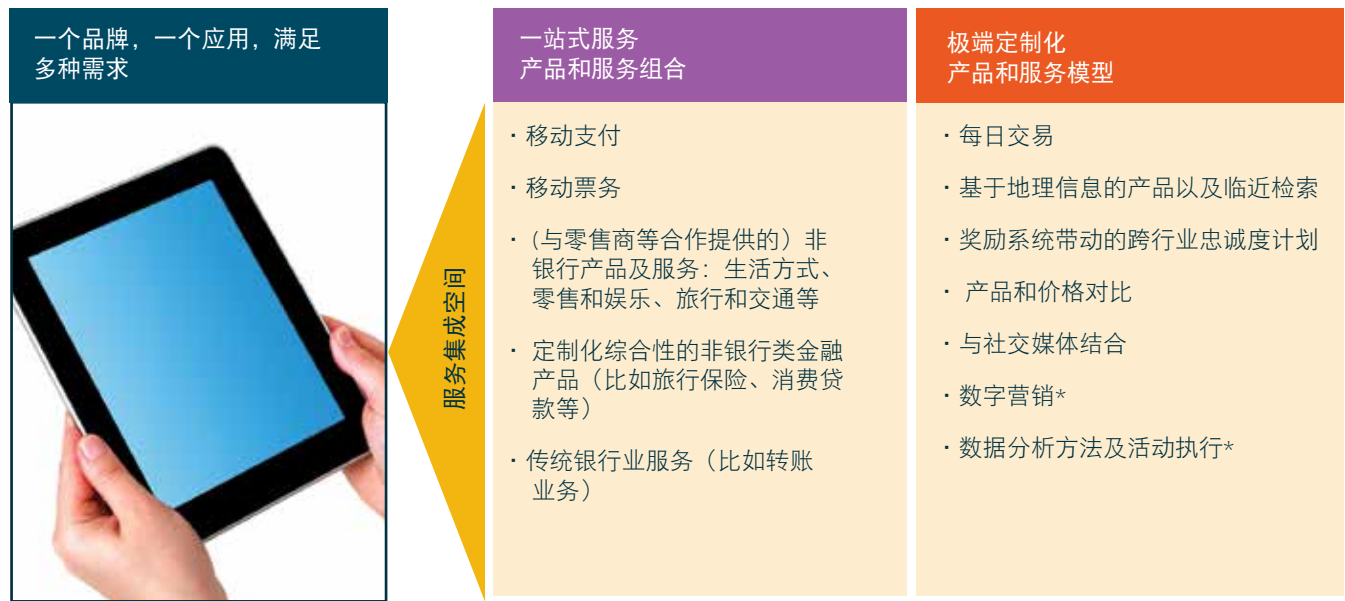 一个品牌，一个应用，满足
多种需求
服务集成空间
一站式服务
产品和服务组合
·移动支付
·移动票务
·（与零售商等合作提供的）非
银行产品及服务：生活方式、
零售和娱乐、旅行和交通等
· 定制化综合性的非银行类金融
产品（比如旅行保险、消费贷
款等）
·传统银行业服务（比如转账
业务）
极端定制化
产品和服务模型
·每日交易
·基于地理信息的产品以及临近检索
·奖励系统带动的跨行业忠诚度计划
· 产品和价格对比
·与社交媒体结合
·数字营销*
·数据分析方法及活动执行*